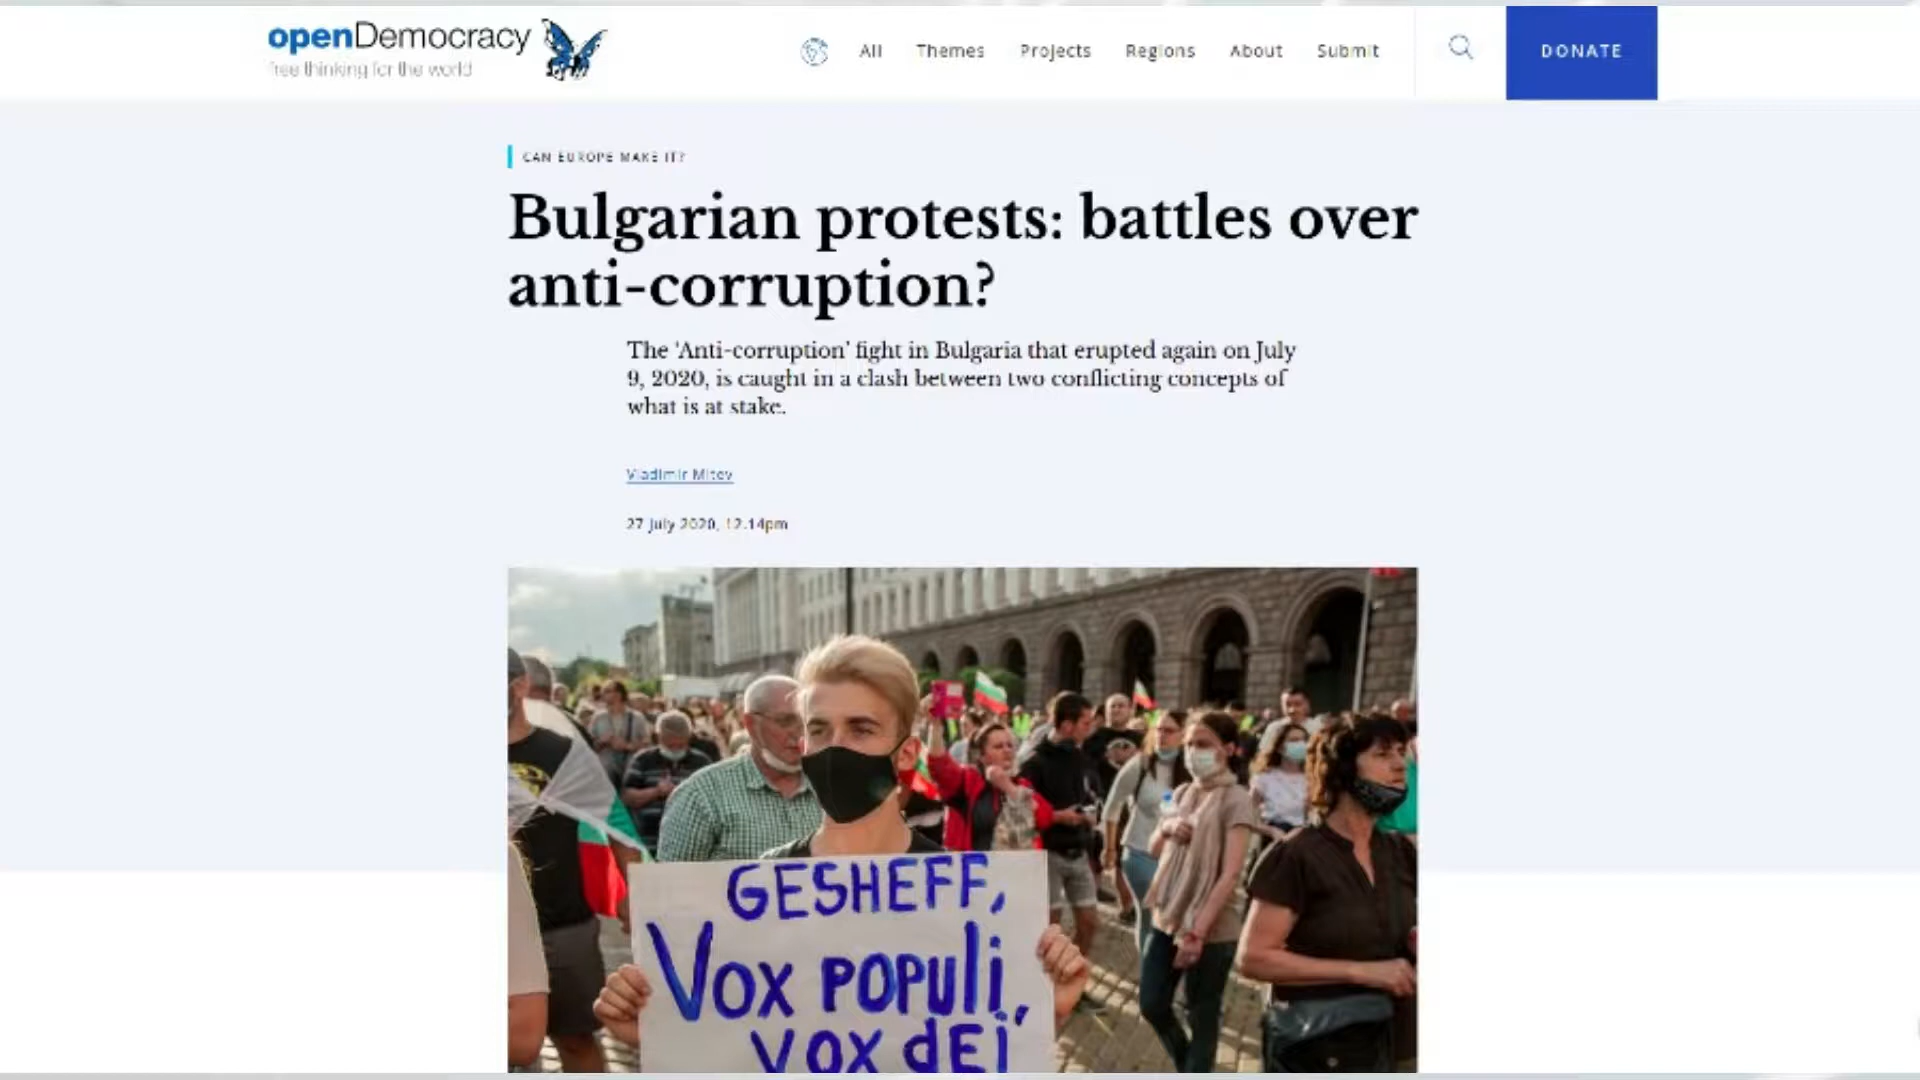 openDemocracy
free thinking for the world
All Themes Projects Regions About Submit DONATE
CAN EUROPE MAKE IT?
Bulgarian protests: battles over
anti-corruption?
The ‘Anti-corruption’ fight in Bulgaria that erupted again on July
9, 2020, is caught in a clash between two conflicting concepts of
what is at stake.
Vladimir Mitev
27 July 2020, 12.14pm
GESHEFF,
Vox populi,
vox dei